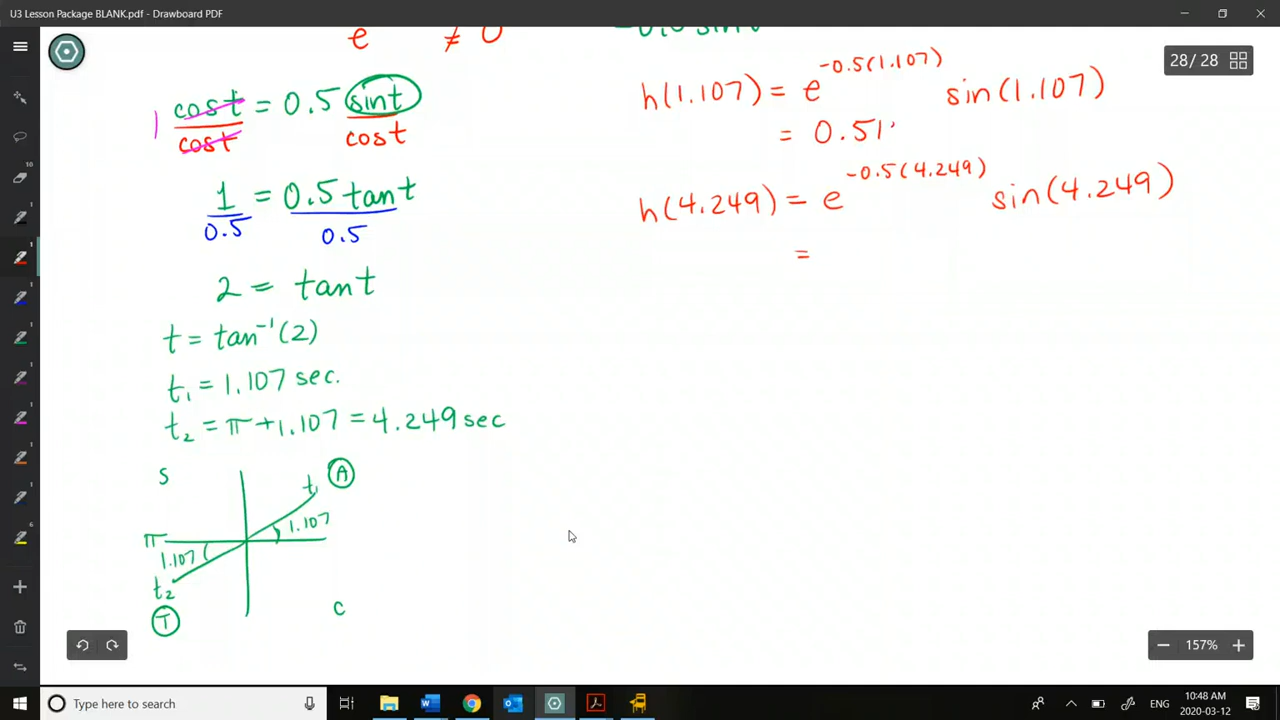 U3 Lesson Package BLANK.pdf - Drawboard PDF
28 / 28
e ≠ 0
1 cost/cost = 0.5 sint/cost
1/0.5 = 0.5 tant/0.5
2 = tant
t = tan⁻¹(2)
t₁ = 1.107 sec.
t₂ = π + 1.107 = 4.249 sec
S
A
t₁
1.107
π
1.107
t₂
T
C
h(1.107) = e^-0.5(1.107) sin(1.107)
= 0.51
h(4.249) = e^-0.5(4.249) sin(4.249)
=
157%
Type here to search
ENG
10:48 AM
2020-03-12